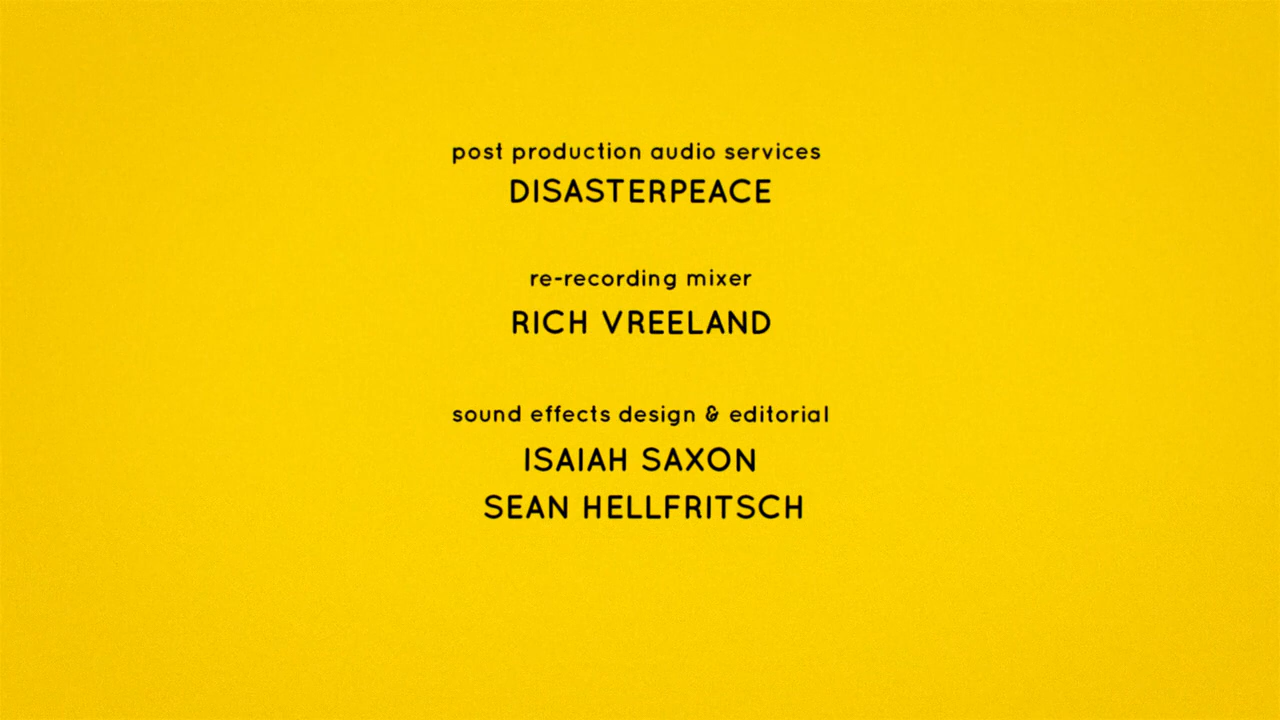 post production audio services
DISASTERPEACE
re-recording mixer
RICH VREELAND
sound effects design & editorial
ISAIAH SAXON
SEAN HELLFRITSCH